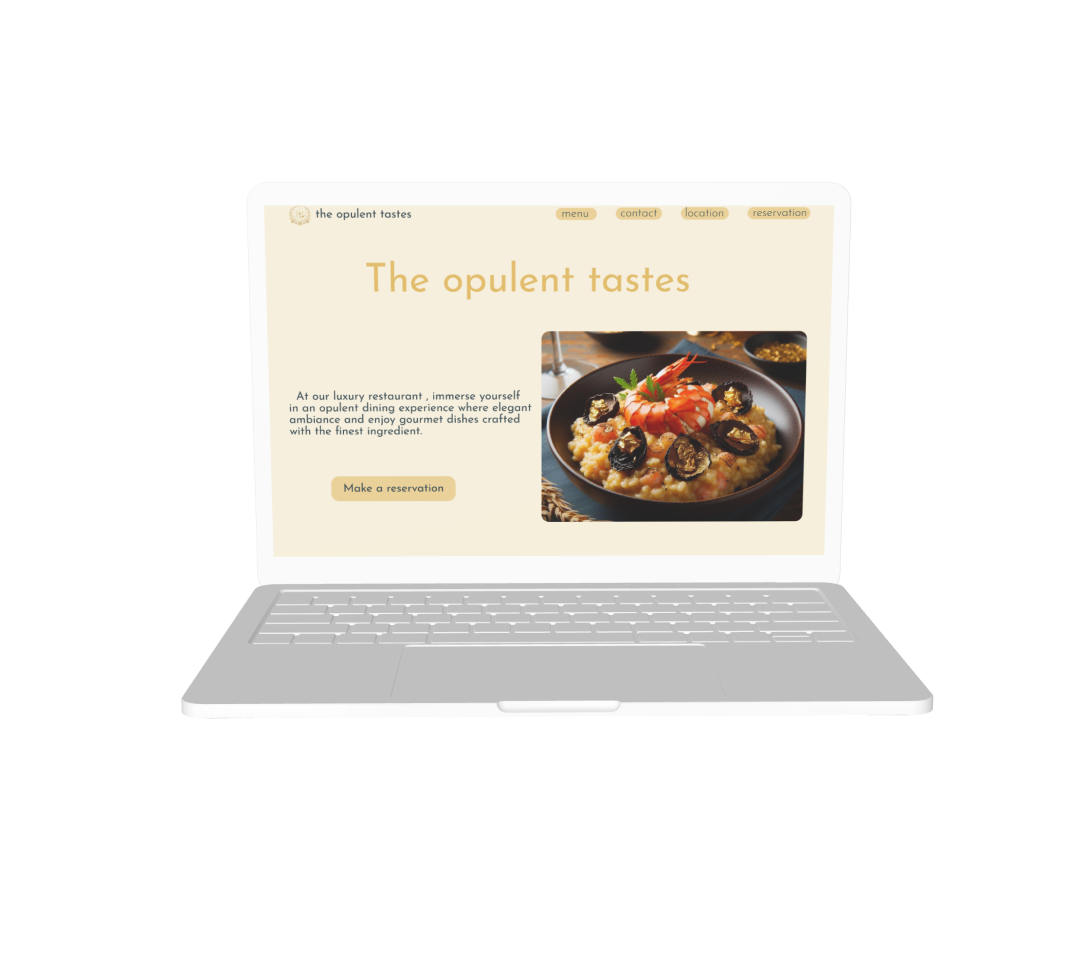 the opulent tastes
menu contact location reservation
The opulent tastes
At our luxury restaurant , immerse yourself
in an opulent dining experience where elegant
ambiance and enjoy gourmet dishes crafted
with the finest ingredient.
Make a reservation